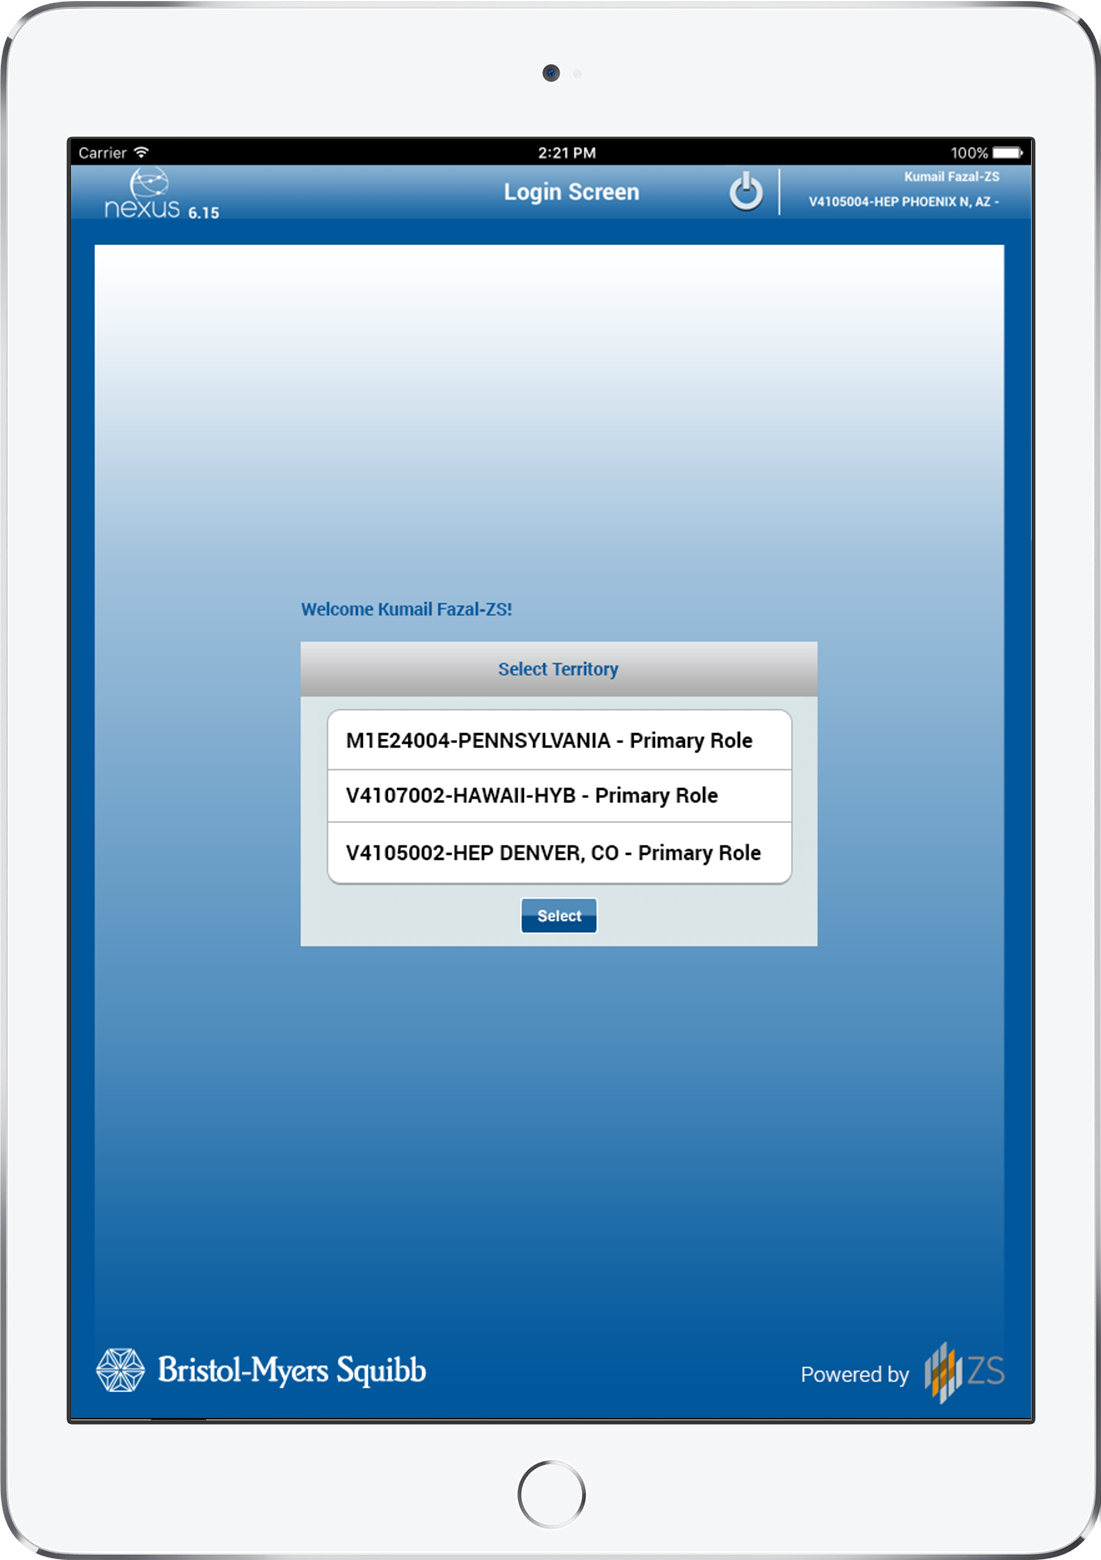 Carrier 2:21 PM 100%
nexus 6.15 Login Screen Kumail Fazal-ZS
V4105004-HEP PHOENIX N, AZ -
Welcome Kumail Fazal-ZS!
Select Territory
M1E24004-PENNSYLVANIA - Primary Role
V4107002-HAWAII-HYB - Primary Role
V4105002-HEP DENVER, CO - Primary Role
Select
Bristol-Myers Squibb Powered by ZS